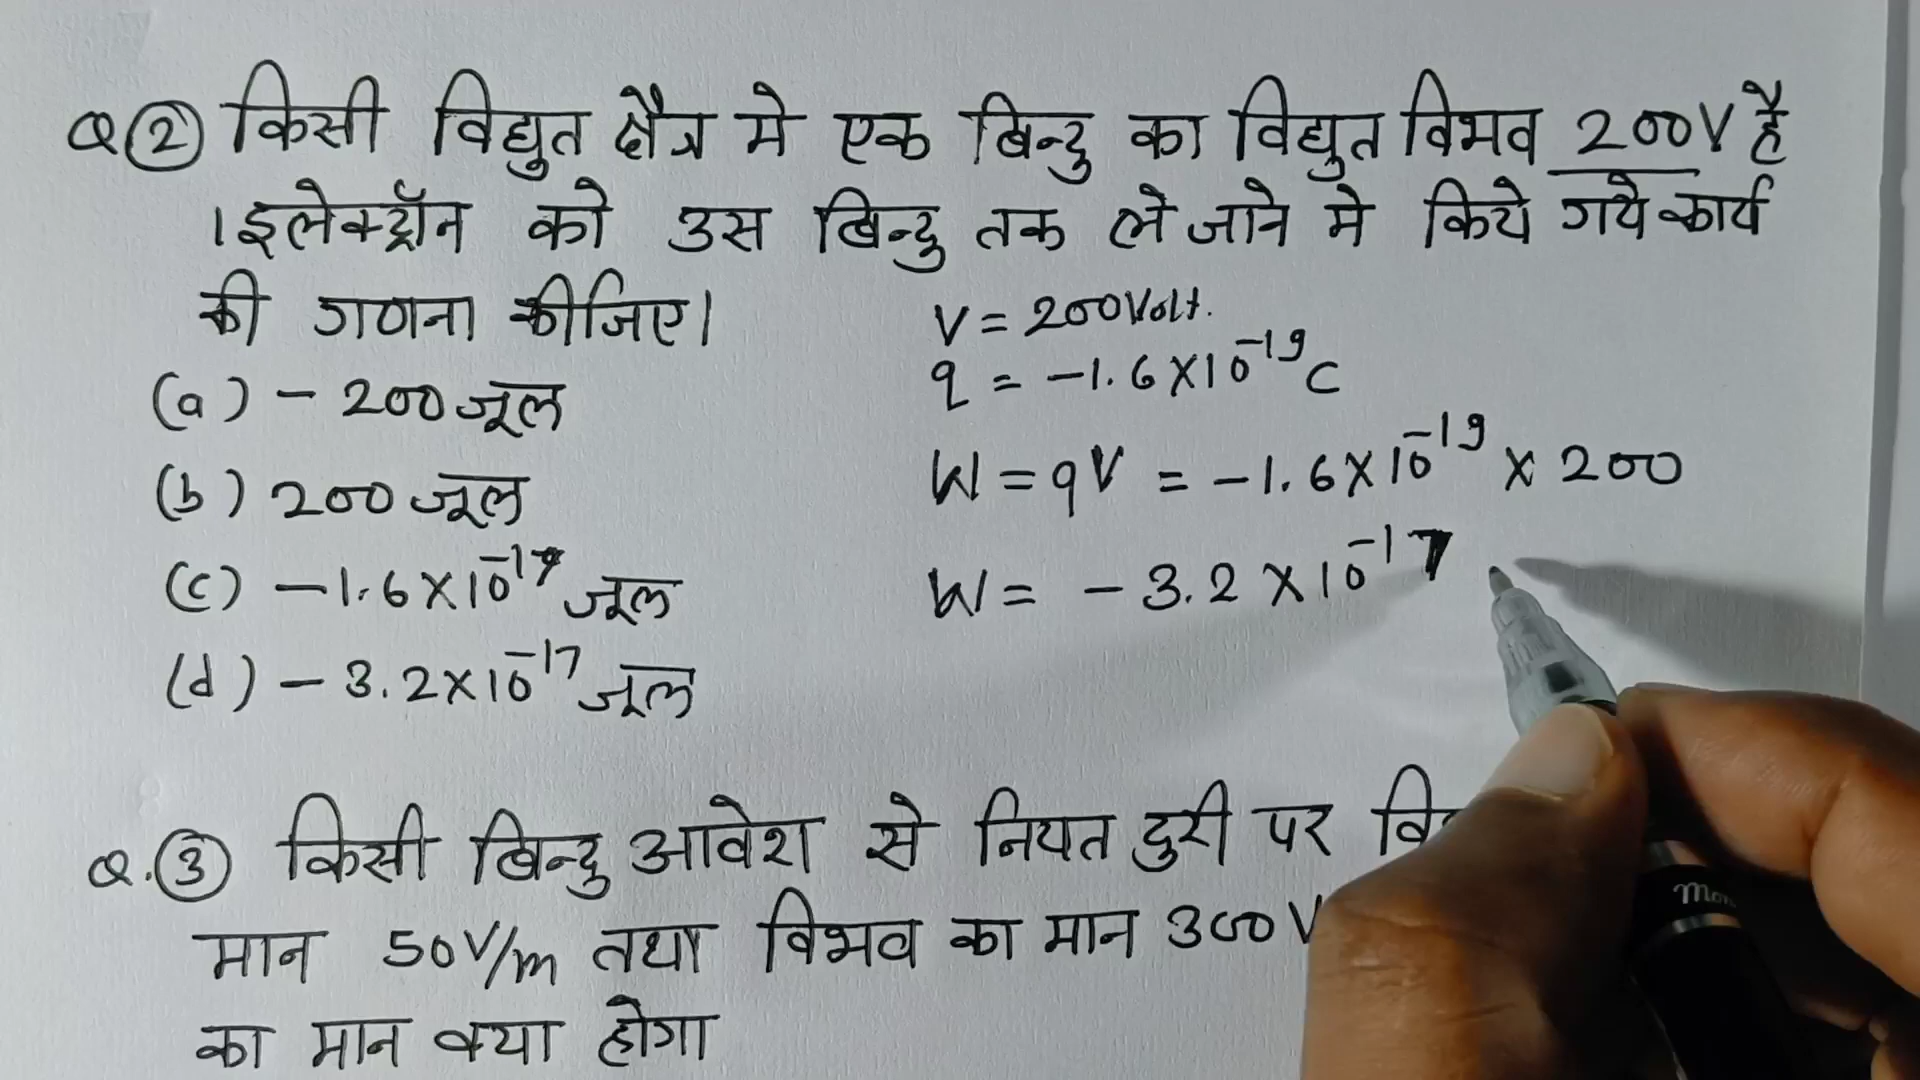 Q② किसी विद्युत क्षैत्र मे एक बिन्दु का विद्युत विभव 200V है
।इलेक्ट्रॉन को उस बिन्दु तक ले जाने मे किये गये कार्य
की गणना कीजिए।
V = 200Volt.
q = -1.6×10⁻¹⁹C
(a) - 200 जूल
W = qV = -1.6×10⁻¹⁹ × 200
(b) 200 जूल
(c) -1.6×10⁻¹⁷ जूल
W = - 3.2 ×10⁻¹⁷
(d) - 3.2×10⁻¹⁷ जूल
Q.③ किसी बिन्दु आवेश से नियत दुरी पर
मान 50V/m तथा विभव का मान 300V
का मान क्या होगा